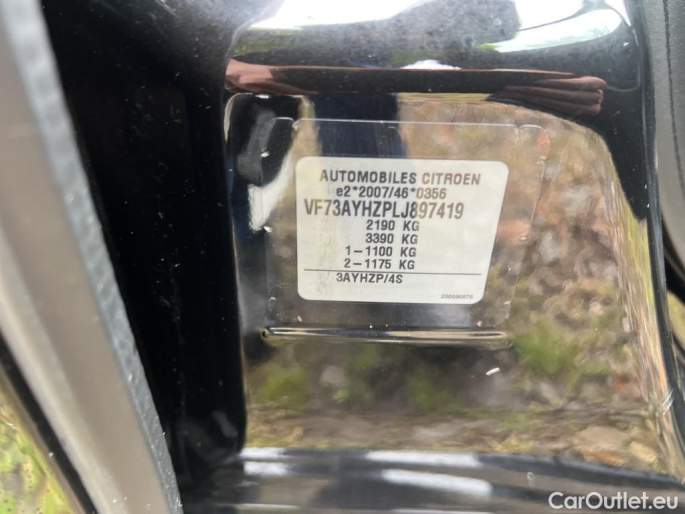 AUTOMOBILES CITROEN
e2*2007/46*0356
VF73AYHZPLJ897419
2190 KG
3390 KG
1-1100 KG
2-1175 KG
3AYHZP/4S
CarOutlet.eu